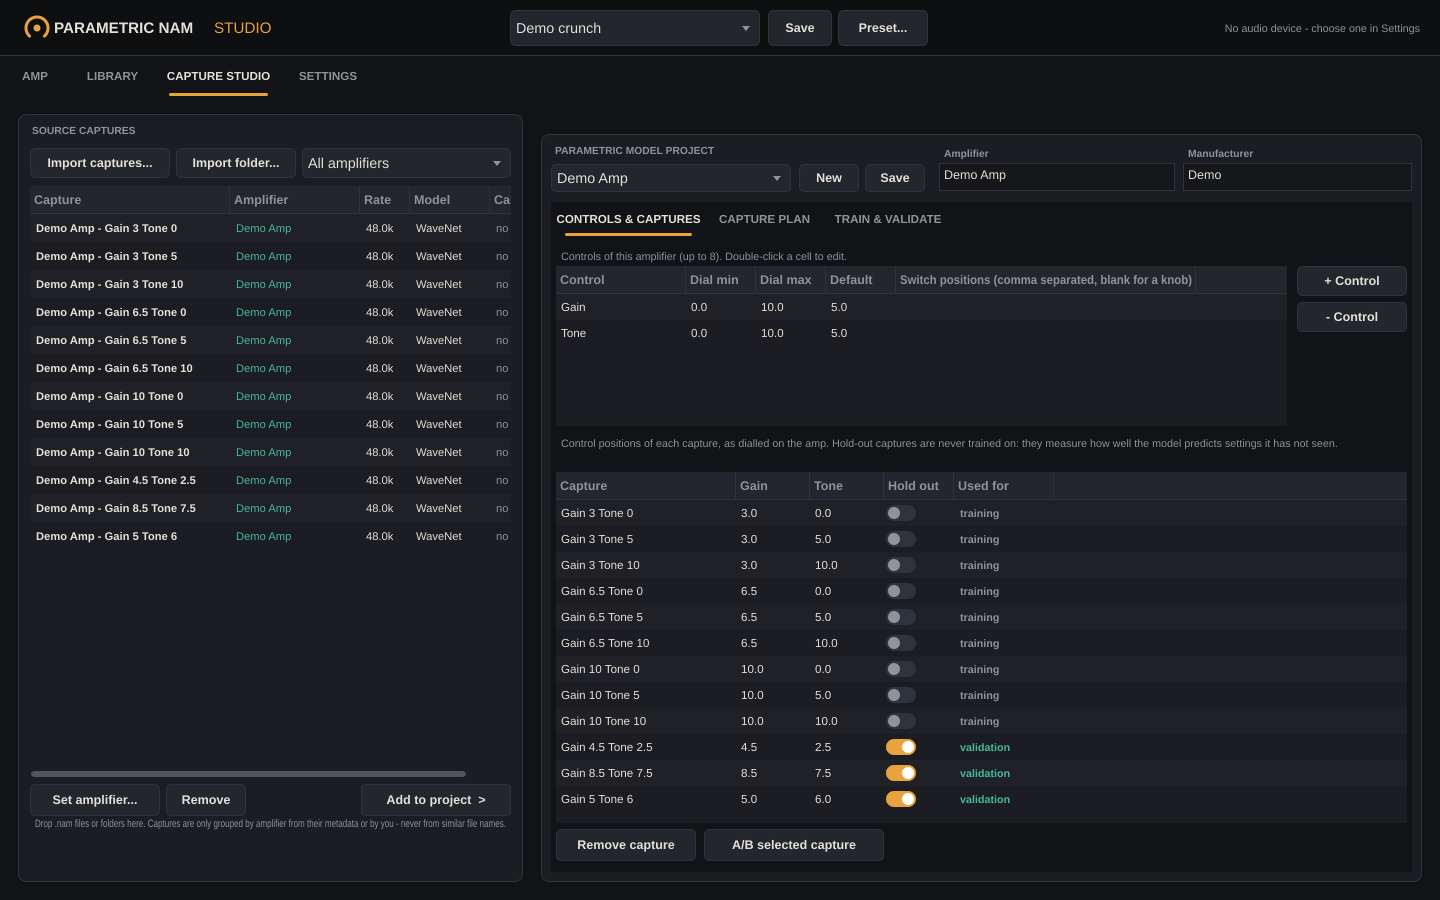 PARAMETRIC NAM STUDIO
Demo crunch
Save
Preset...
No audio device - choose one in Settings
AMP LIBRARY CAPTURE STUDIO SETTINGS
SOURCE CAPTURES
Import captures... Import folder... All amplifiers
Capture Amplifier Rate Model Ca
Demo Amp - Gain 3 Tone 0 Demo Amp 48.0k WaveNet no
Demo Amp - Gain 3 Tone 5 Demo Amp 48.0k WaveNet no
Demo Amp - Gain 3 Tone 10 Demo Amp 48.0k WaveNet no
Demo Amp - Gain 6.5 Tone 0 Demo Amp 48.0k WaveNet no
Demo Amp - Gain 6.5 Tone 5 Demo Amp 48.0k WaveNet no
Demo Amp - Gain 6.5 Tone 10 Demo Amp 48.0k WaveNet no
Demo Amp - Gain 10 Tone 0 Demo Amp 48.0k WaveNet no
Demo Amp - Gain 10 Tone 5 Demo Amp 48.0k WaveNet no
Demo Amp - Gain 10 Tone 10 Demo Amp 48.0k WaveNet no
Demo Amp - Gain 4.5 Tone 2.5 Demo Amp 48.0k WaveNet no
Demo Amp - Gain 8.5 Tone 7.5 Demo Amp 48.0k WaveNet no
Demo Amp - Gain 5 Tone 6 Demo Amp 48.0k WaveNet no
Set amplifier... Remove Add to project >
Drop .nam files or folders here. Captures are only grouped by amplifier from their metadata or by you - never from similar file names.
PARAMETRIC MODEL PROJECT
Amplifier Manufacturer
Demo Amp New Save Demo Amp Demo
CONTROLS & CAPTURES CAPTURE PLAN TRAIN & VALIDATE
Controls of this amplifier (up to 8). Double-click a cell to edit.
Control Dial min Dial max Default Switch positions (comma separated, blank for a knob)
Gain 0.0 10.0 5.0
Tone 0.0 10.0 5.0
+ Control
- Control
Control positions of each capture, as dialled on the amp. Hold-out captures are never trained on: they measure how well the model predicts settings it has not seen.
Capture Gain Tone Hold out Used for
Gain 3 Tone 0 3.0 0.0 training
Gain 3 Tone 5 3.0 5.0 training
Gain 3 Tone 10 3.0 10.0 training
Gain 6.5 Tone 0 6.5 0.0 training
Gain 6.5 Tone 5 6.5 5.0 training
Gain 6.5 Tone 10 6.5 10.0 training
Gain 10 Tone 0 10.0 0.0 training
Gain 10 Tone 5 10.0 5.0 training
Gain 10 Tone 10 10.0 10.0 training
Gain 4.5 Tone 2.5 4.5 2.5 validation
Gain 8.5 Tone 7.5 8.5 7.5 validation
Gain 5 Tone 6 5.0 6.0 validation
Remove capture A/B selected capture